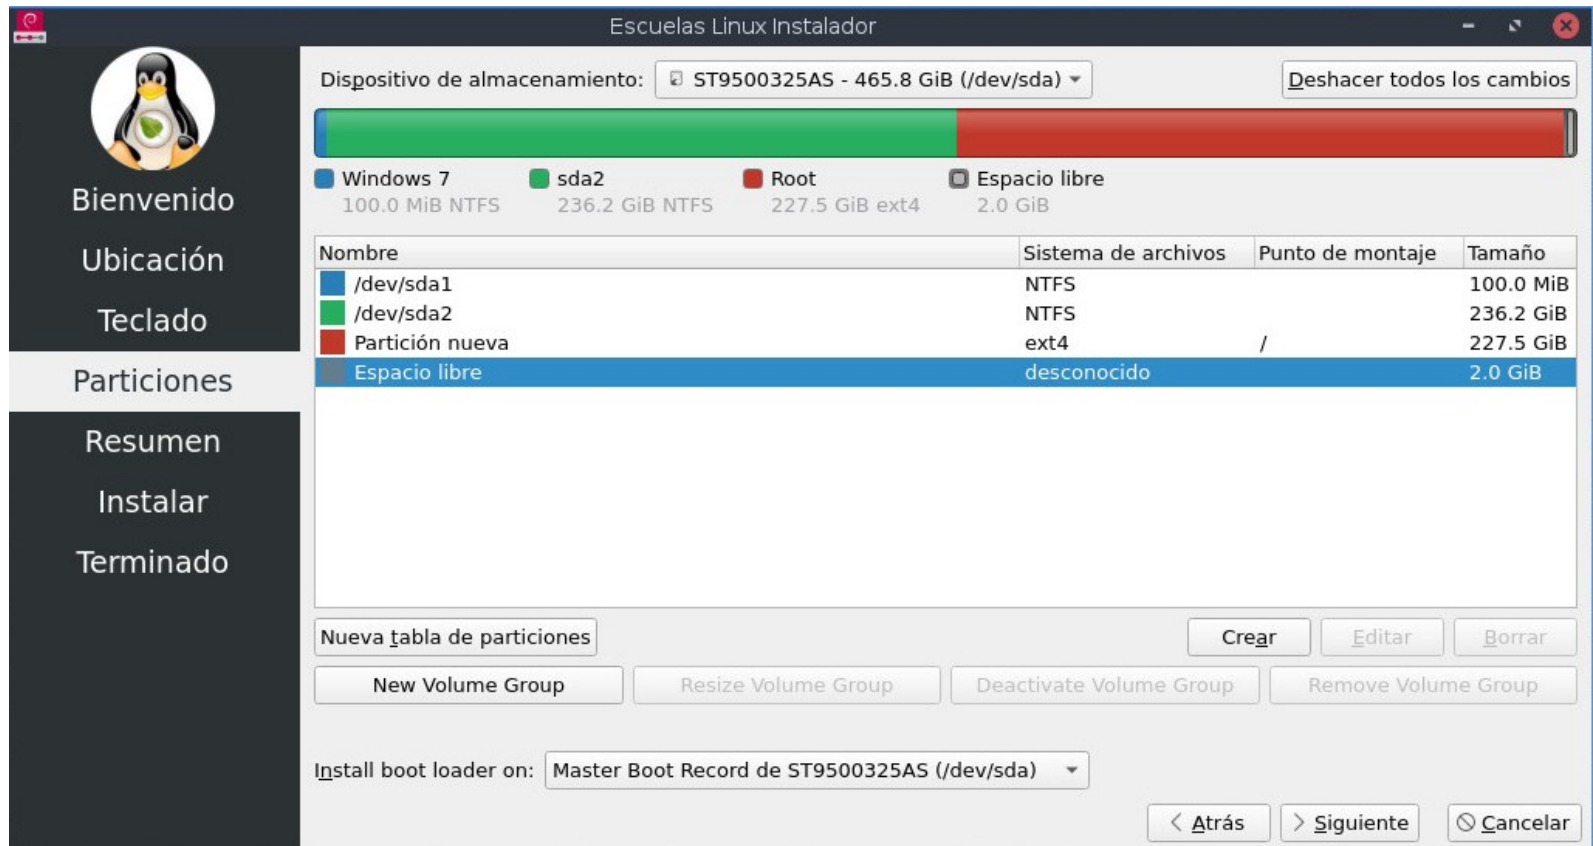 Escuelas Linux Instalador
Bienvenido
Ubicación
Teclado
Particiones
Resumen
Instalar
Terminado
Dispositivo de almacenamiento: ST9500325AS - 465.8 GiB (/dev/sda) Deshacer todos los cambios
Windows 7 sda2 Root Espacio libre
100.0 MiB NTFS 236.2 GiB NTFS 227.5 GiB ext4 2.0 GiB
Nombre Sistema de archivos Punto de montaje Tamaño
/dev/sda1 NTFS 100.0 MiB
/dev/sda2 NTFS 236.2 GiB
Partición nueva ext4 / 227.5 GiB
Espacio libre desconocido 2.0 GiB
Nueva tabla de particiones Crear Editar Borrar
New Volume Group Resize Volume Group Deactivate Volume Group Remove Volume Group
Install boot loader on: Master Boot Record de ST9500325AS (/dev/sda)
Atrás Siguiente Cancelar